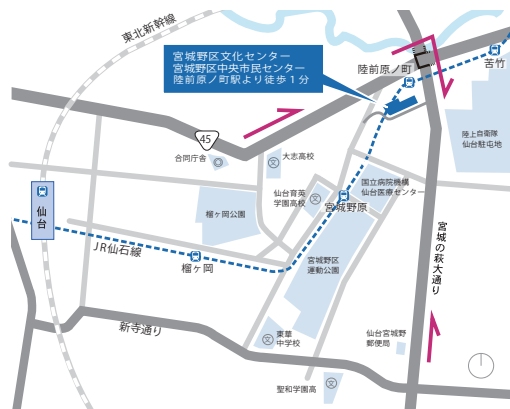 東北新幹線
宮城野区文化センター
宮城野区中央市民センター
陸前原ノ町駅より徒歩1分
苦竹
陸前原ノ町
45
陸上自衛隊
仙台駐屯地
合同庁舎
文
大志高校
国立病院機構
仙台医療センター
仙台育英
学園高校
文
宮城野原
仙台
榴ヶ岡公園
宮城の萩大通り
JR仙石線
榴ヶ岡
宮城野区
運動公園
新寺通り
文
東華
中学校
仙台宮城野
郵便局
聖和学園高
文